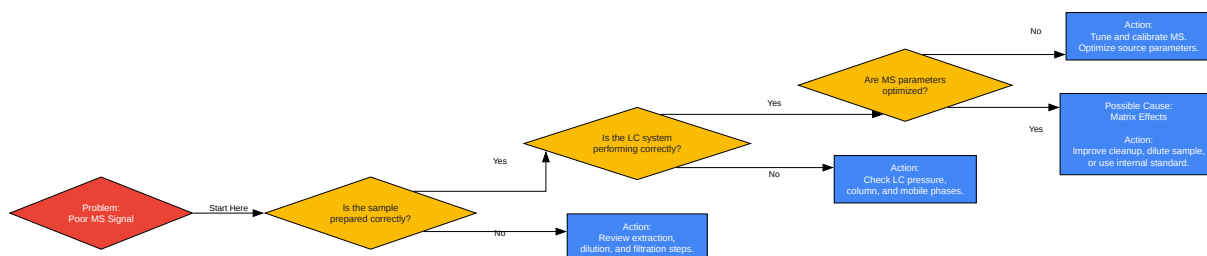 Problem:
Poor MS Signal
Start Here
Is the sample
prepared correctly?
Yes
No
Action:
Review extraction,
dilution, and filtration steps.
Is the LC system
performing correctly?
Yes
No
Action:
Check LC pressure,
column, and mobile phases.
Are MS parameters
optimized?
No
Yes
Action:
Tune and calibrate MS.
Optimize source parameters.
Possible Cause:
Matrix Effects
Action:
Improve cleanup, dilute sample,
or use internal standard.